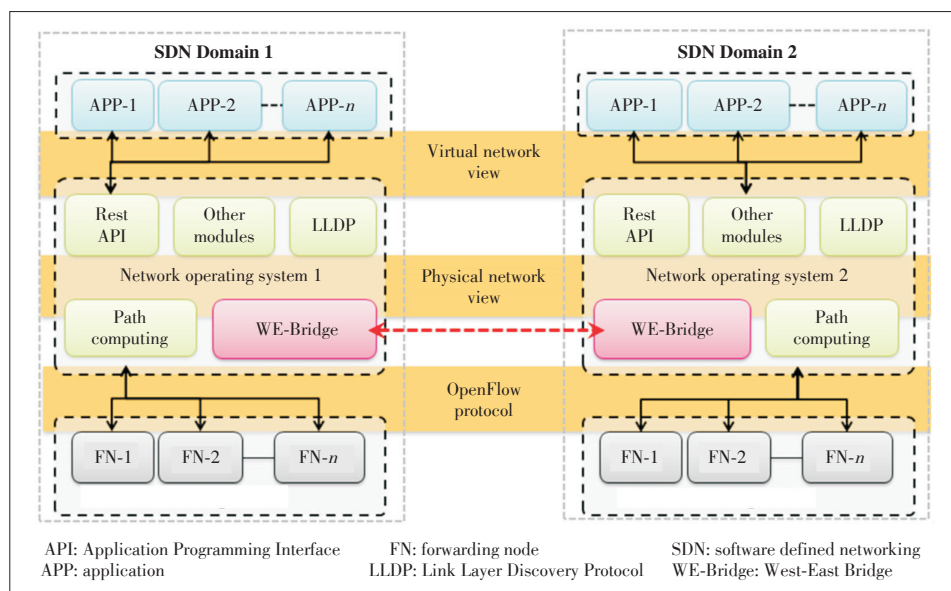 SDN Domain 1
SDN Domain 2
APP-1
APP-2
APP-n
APP-1
APP-2
APP-n
Virtual network
view
Rest
API
Other
modules
LLDP
Rest
API
Other
modules
LLDP
Network operating system 1
Physical network
view
Network operating system 2
Path
computing
WE-Bridge
WE-Bridge
Path
computing
OpenFlow
protocol
FN-1
FN-2
FN-n
FN-1
FN-2
FN-n
API: Application Programming Interface
FN: forwarding node
SDN: software defined networking
APP: application
LLDP: Link Layer Discovery Protocol
WE-Bridge: West-East Bridge